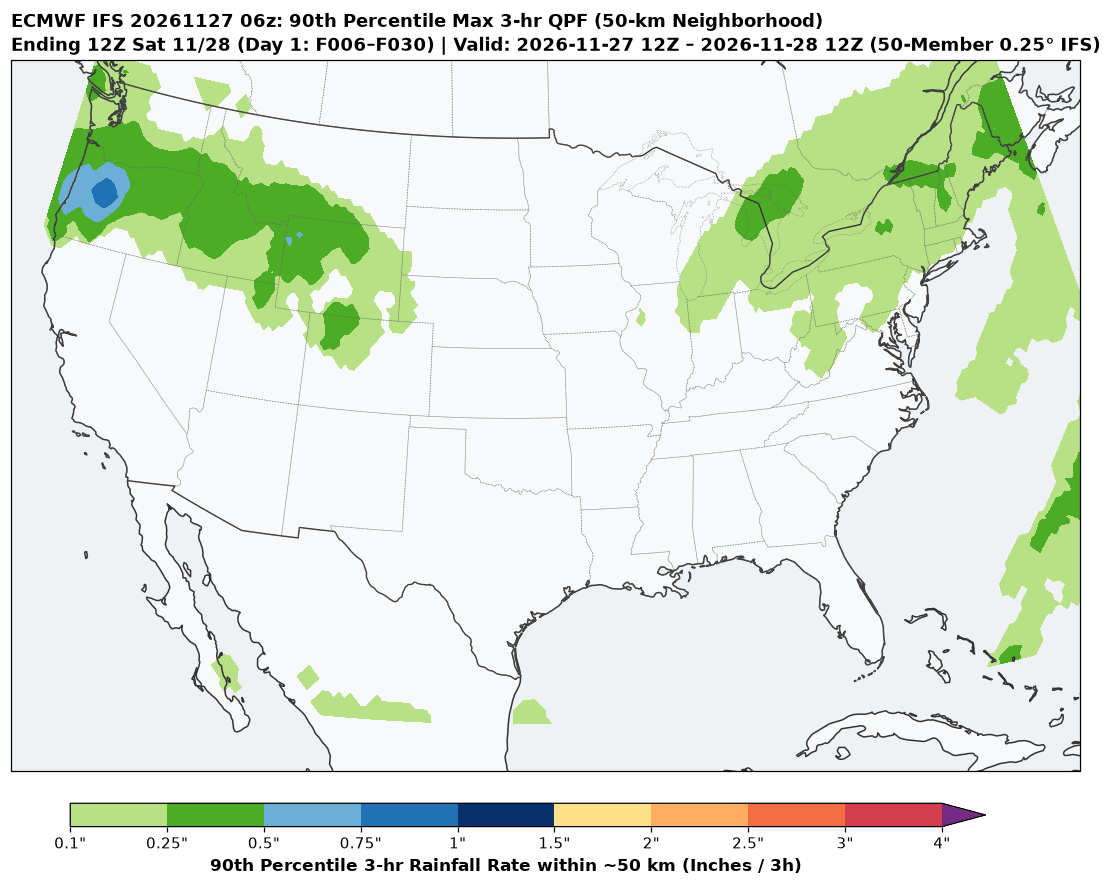 ECMWF IFS 20261127 06z: 90th Percentile Max 3-hr QPF (50-km Neighborhood)
Ending 12Z Sat 11/28 (Day 1: F006–F030) | Valid: 2026-11-27 12Z – 2026-11-28 12Z (50-Member 0.25° IFS)
0.1" 0.25" 0.5" 0.75" 1" 1.5" 2" 2.5" 3" 4"
90th Percentile 3-hr Rainfall Rate within ~50 km (Inches / 3h)